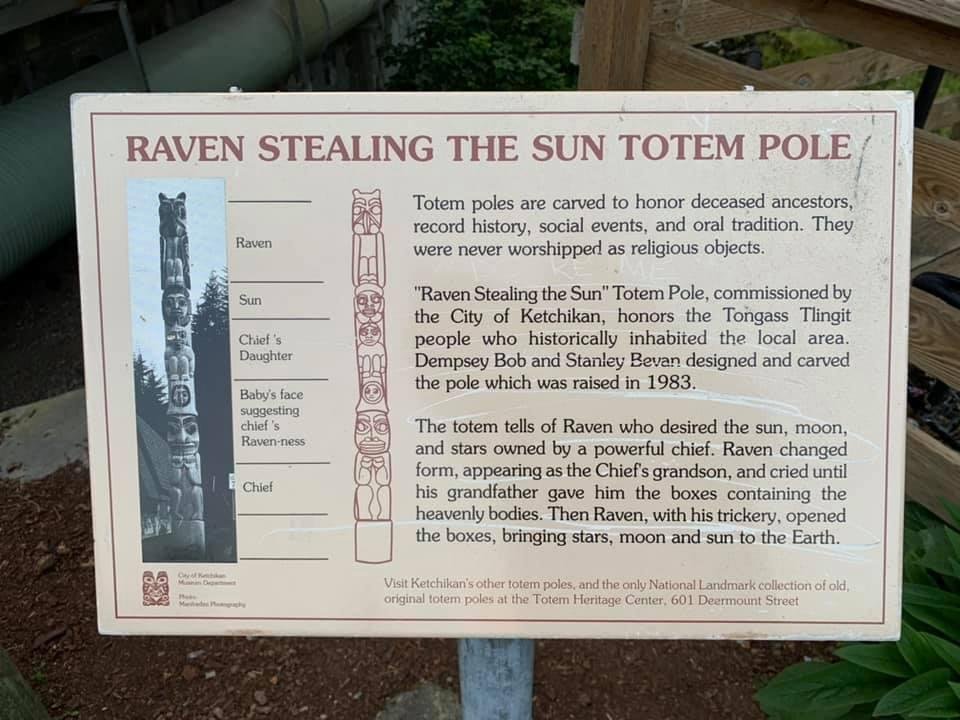 RAVEN STEALING THE SUN TOTEM POLE
Raven
Sun
Chief 's
Daughter
Baby's face
suggesting
chief 's
Raven-ness
Chief
Totem poles are carved to honor deceased ancestors,
record history, social events, and oral tradition. They
were never worshipped as religious objects.
"Raven Stealing the Sun" Totem Pole, commissioned by
the City of Ketchikan, honors the Tongass Tlingit
people who historically inhabited the local area.
Dempsey Bob and Stanley Bevan designed and carved
the pole which was raised in 1983.
The totem tells of Raven who desired the sun, moon,
and stars owned by a powerful chief. Raven changed
form, appearing as the Chief's grandson, and cried until
his grandfather gave him the boxes containing the
heavenly bodies. Then Raven, with his trickery, opened
the boxes, bringing stars, moon and sun to the Earth.
City of Ketchikan
Museum Department
Photo:
Photography
Visit Ketchikan's other totem poles, and the only National Landmark collection of old,
original totem poles at the Totem Heritage Center, 601 Deermount Street